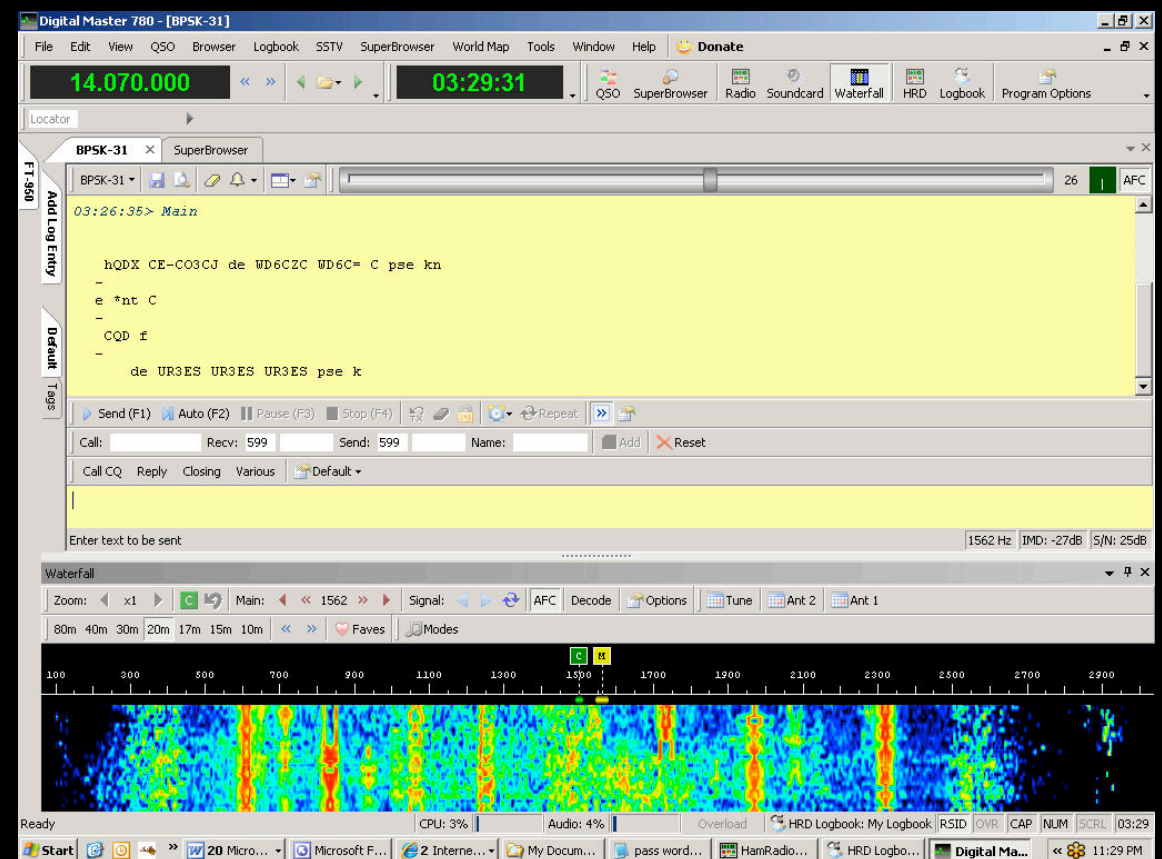 Digital Master 780 - [BPSK-31]
File Edit View QSO Browser Logbook SSTV SuperBrowser World Map Tools Window Help Donate
14.070.000 03:29:31 QSO SuperBrowser Radio Soundcard Waterfall HRD Logbook Program Options
Locator
BPSK-31 SuperBrowser
FT-950
Add Log Entry
Default
Tags
BPSK-31 26 AFC
03:26:35> Main
hQDX CE-CO3CJ de WD6CZC WD6C= C pse kn
–
e *nt C
–
CQD f
–
de UR3ES UR3ES UR3ES pse k
Send (F1) Auto (F2) Pause (F3) Stop (F4) TX Repeat
Call: Recv: 599 Send: 599 Name: Add Reset
Call CQ Reply Closing Various Default
Enter text to be sent 1562 Hz IMD: -27dB S/N: 25dB
Waterfall
Zoom: x1 C Main: 1562 Signal: AFC Decode Options Tune Ant 2 Ant 1
80m 40m 30m 20m 17m 15m 10m Faves Modes
C M
100 300 500 700 900 1100 1300 1500 1700 1900 2100 2300 2500 2700 2900
Ready CPU: 3% Audio: 4% Overload HRD Logbook: My Logbook RSID OVR CAP NUM SCRL 03:29
Start 20 Micro... Microsoft F... 2 Interne... My Docum... pass word... HamRadio... HRD Logbo... Digital Ma... 11:29 PM